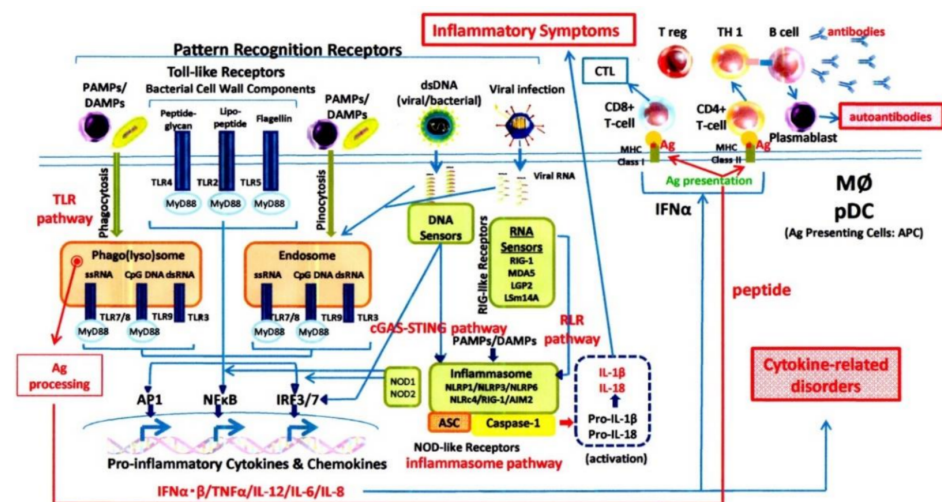 Inflammatory Symptoms
Pattern Recognition Receptors
Toll-like Receptors
Bacterial Cell Wall Components
PAMPs/
DAMPs
Peptide-
glycan
Lipo-
peptide
Flagellin
PAMPs/
DAMPs
dsDNA
(viral/bacterial)
Viral infection
T reg
TH 1
B cell
antibodies
CTL
CD8+
T-cell
CD4+
T-cell
Plasmablast
autoantibodies
MHC
Class I
Ag
MHC
Class II
Ag
Ag presentation
IFNα
MØ
pDC
(Ag Presenting Cells: APC)
TLR
pathway
Phagocytosis
TLR4
TLR2
TLR5
MyD88
MyD88
MyD88
Pinocytosis
Viral RNA
DNA
Sensors
RIG-like Receptors
RNA
Sensors
RIG-1
MDA5
LGP2
LSm14A
Phago(lyso)some
ssRNA
CpG DNA
dsRNA
TLR7/8
TLR9
TLR3
MyD88
MyD88
Endosome
ssRNA
CpG DNA
dsRNA
TLR7/8
TLR9
TLR3
MyD88
MyD88
cGAS-STING pathway
RLR
pathway
peptide
PAMPs/DAMPs
Ag
processing
AP1
NFκB
IRF3/7
NOD1
NOD2
Inflammasome
NLRP1/NLRP3/NLRP6
NLRc4/RIG-1/AIM2
ASC
Caspase-1
NOD-like Receptors
inflammasome pathway
IL-1β
IL-18
Pro-IL-1β
Pro-IL-18
(activation)
Cytokine-related
disorders
Pro-inflammatory Cytokines & Chemokines
IFNα・β/TNFα/IL-12/IL-6/IL-8